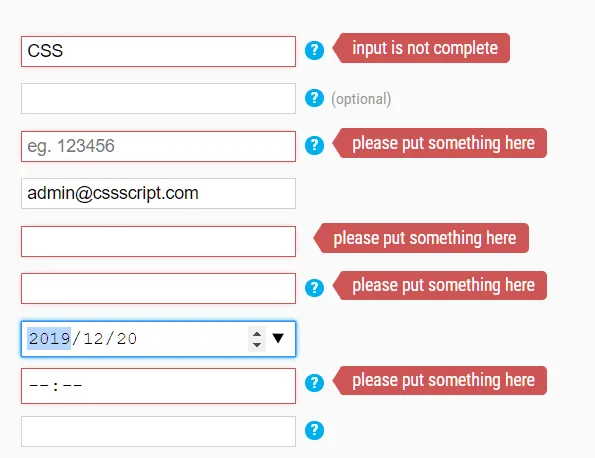 CSS ? input is not complete
? (optional)
eg. 123456 ? please put something here
admin@cssscript.com
please put something here
? please put something here
2019/12/20
--:-- ? please put something here
?